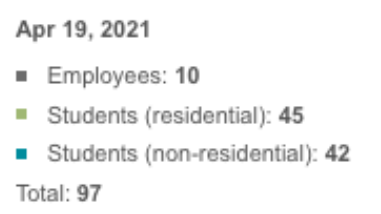 Apr 19, 2021
Employees: 10
Students (residential): 45
Students (non-residential): 42
Total: 97